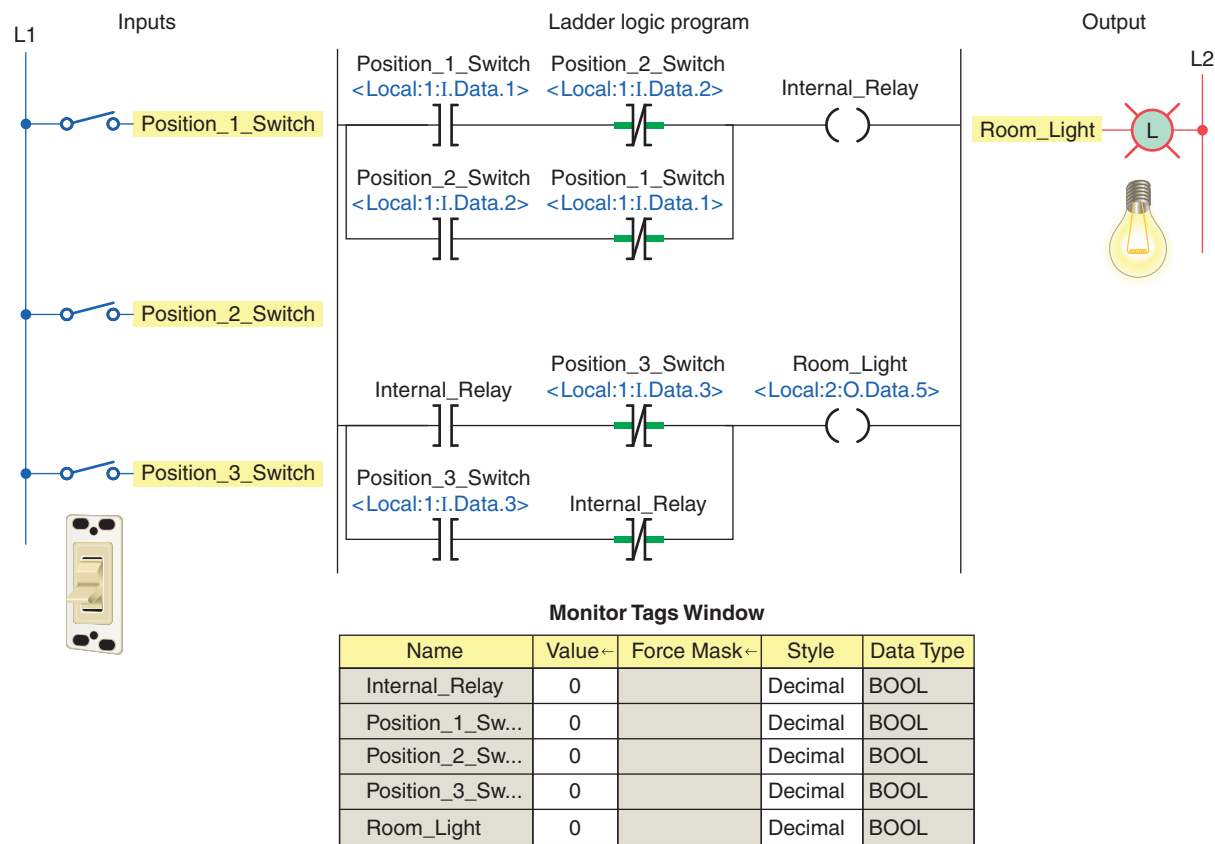 Inputs
Ladder logic program
Output
L1
L2
Position_1_Switch Position_2_Switch
<Local:1:I.Data.1> <Local:1:I.Data.2> Internal_Relay
Position_1_Switch
Room_Light
L
Position_2_Switch Position_1_Switch
<Local:1:I.Data.2> <Local:1:I.Data.1>
Position_2_Switch
Position_3_Switch Room_Light
Internal_Relay <Local:1:I.Data.3> <Local:2:O.Data.5>
Position_3_Switch
Position_3_Switch
<Local:1:I.Data.3> Internal_Relay
Monitor Tags Window
Name Value← Force Mask← Style Data Type
Internal_Relay 0 Decimal BOOL
Position_1_Sw... 0 Decimal BOOL
Position_2_Sw... 0 Decimal BOOL
Position_3_Sw... 0 Decimal BOOL
Room_Light 0 Decimal BOOL